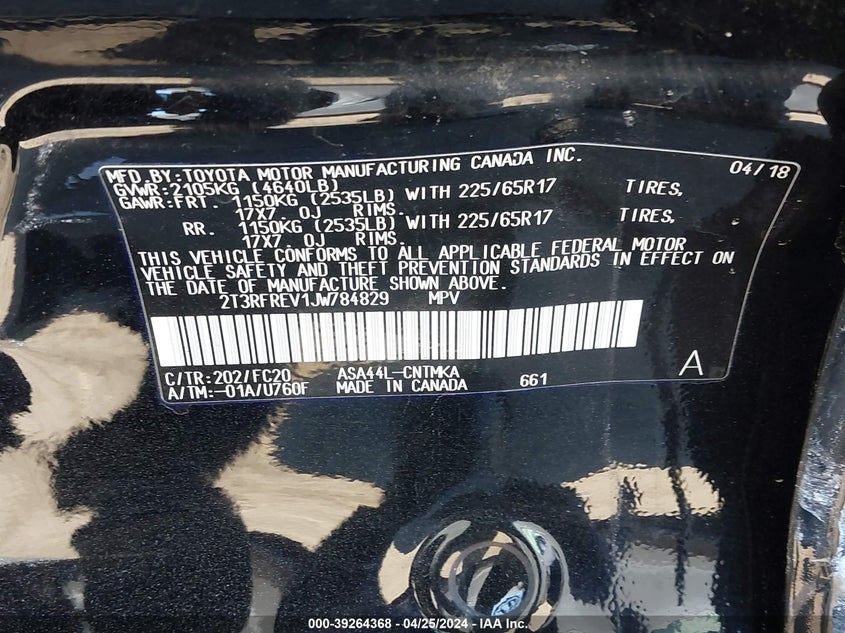 MFD.BY:TOYOTA MOTOR MANUFACTURING CANADA INC. 04/18
GVWR:2105KG (4640LB)
GAWR:FRT. 1150KG (2535LB) WITH 225/65R17 TIRES,
17X7.0J RIMS.
RR. 1150KG (2535LB) WITH 225/65R17 TIRES,
17X7.0J RIMS.
THIS VEHICLE CONFORMS TO ALL APPLICABLE FEDERAL MOTOR
VEHICLE SAFETY AND THEFT PREVENTION STANDARDS IN EFFECT ON
THE DATE OF MANUFACTURE SHOWN ABOVE.
2T3RFREV1JW784829 MPV
C/TR:202/FC20 ASA44L-CNTMKA A
A/TM:-01A/U760F MADE IN CANADA 661
000-39264368 - 04/25/2024 - IAA Inc.